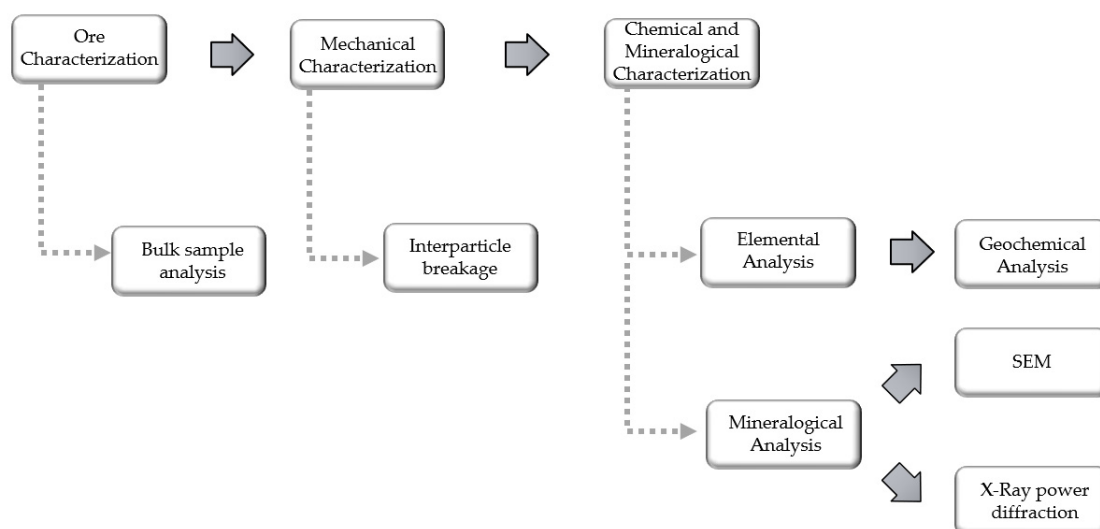 Ore
Characterization
Mechanical
Characterization
Chemical and
Mineralogical
Characterization
Bulk sample
analysis
Interparticle
breakage
Elemental
Analysis
Geochemical
Analysis
SEM
Mineralogical
Analysis
X-Ray power
diffraction